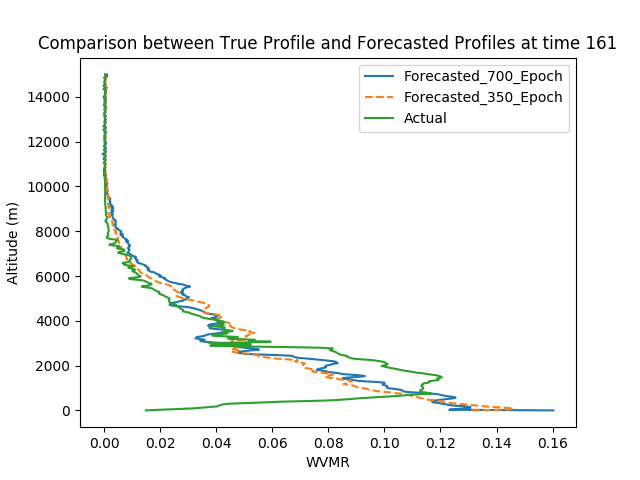 Comparison between True Profile and Forecasted Profiles at time 161
Forecasted_700_Epoch
Forecasted_350_Epoch
Actual
14000
12000
10000
8000
6000
4000
2000
0
Altitude (m)
0.00 0.02 0.04 0.06 0.08 0.10 0.12 0.14 0.16
WVMR